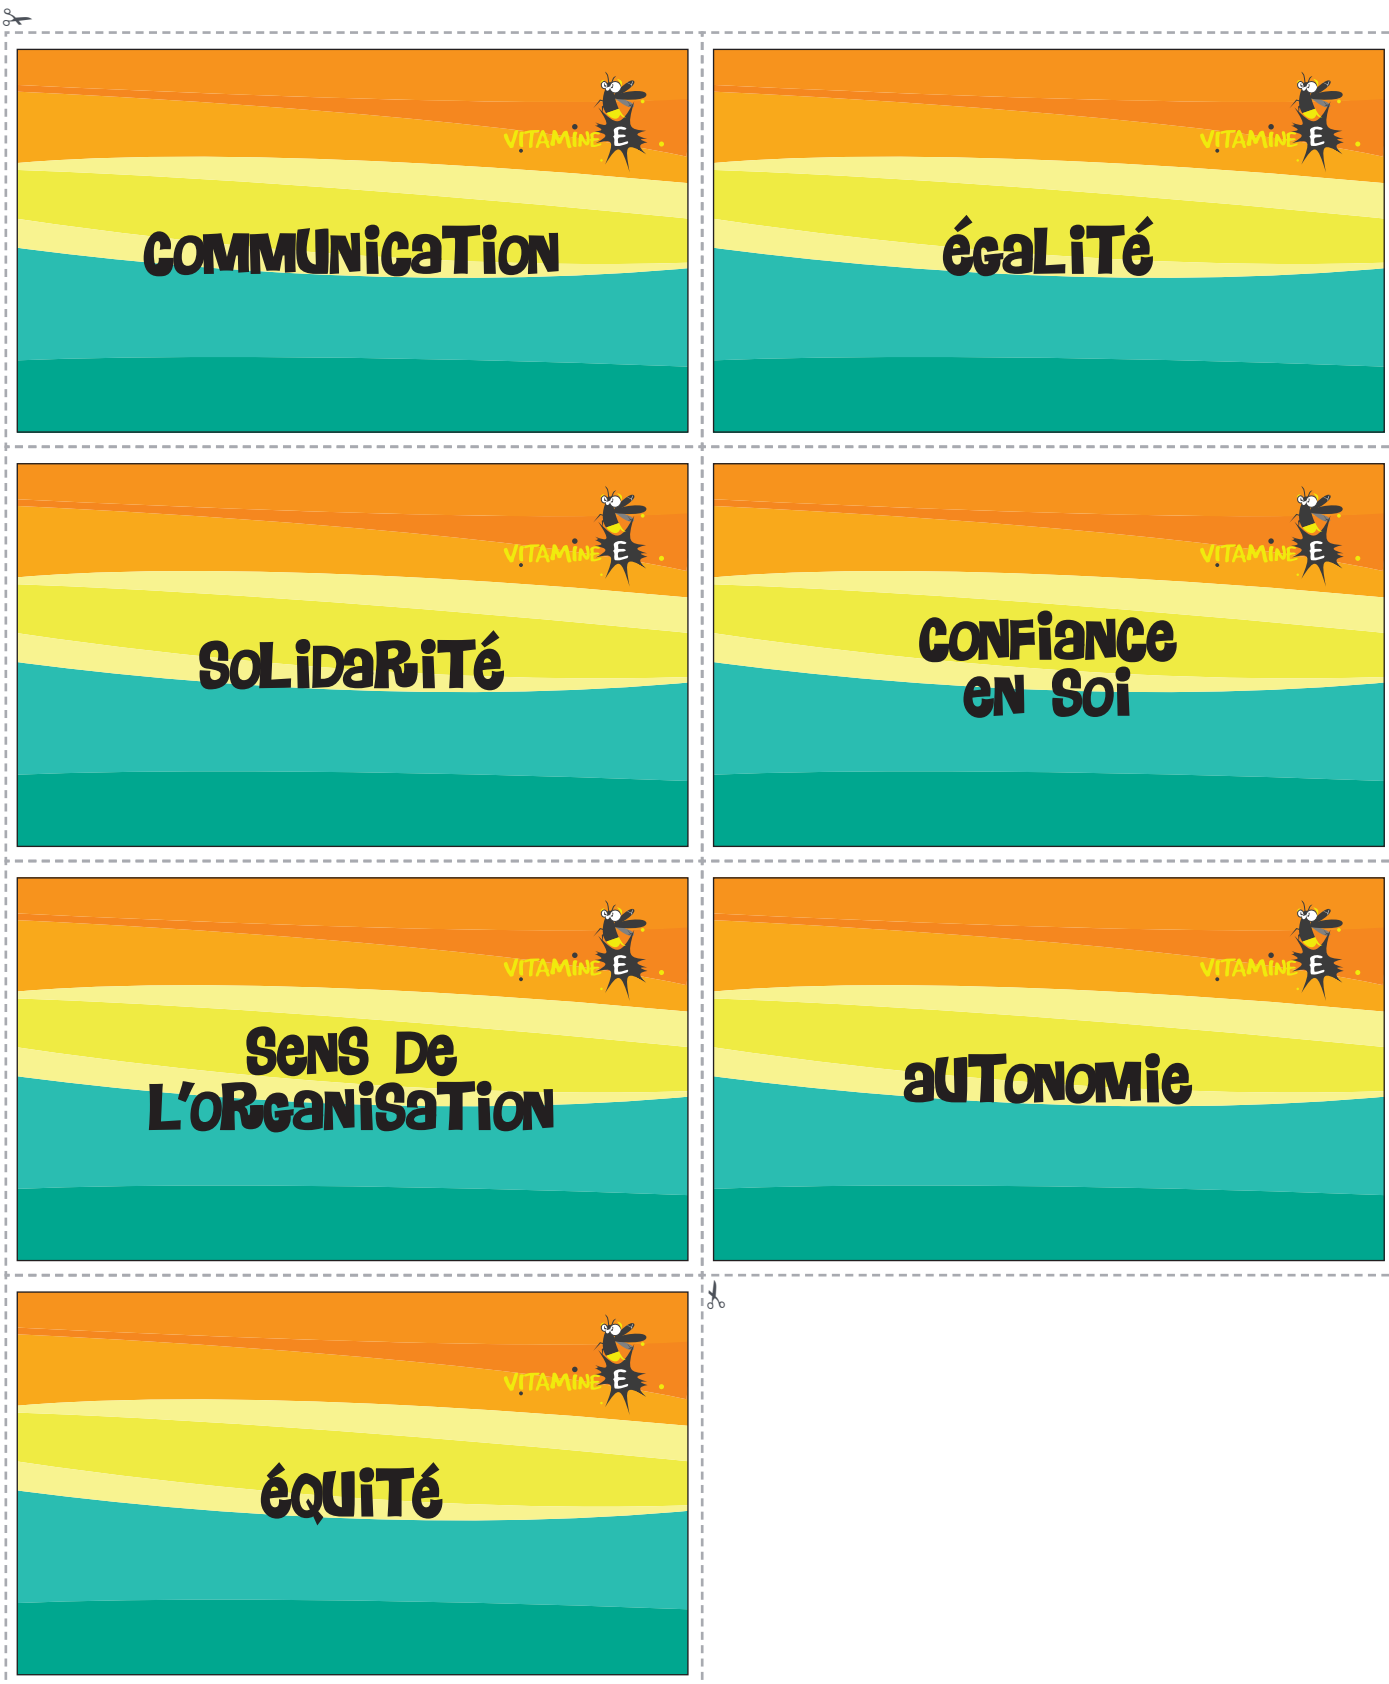 VITAMINE E
COMMUNICATION
VITAMINE E
ÉGALITÉ
VITAMINE E
SOLIDARITÉ
VITAMINE E
CONFIANCE
EN SOI
VITAMINE E
SENS DE
L'ORGANISATION
VITAMINE E
AUTONOMIE
VITAMINE E
ÉQUITÉ